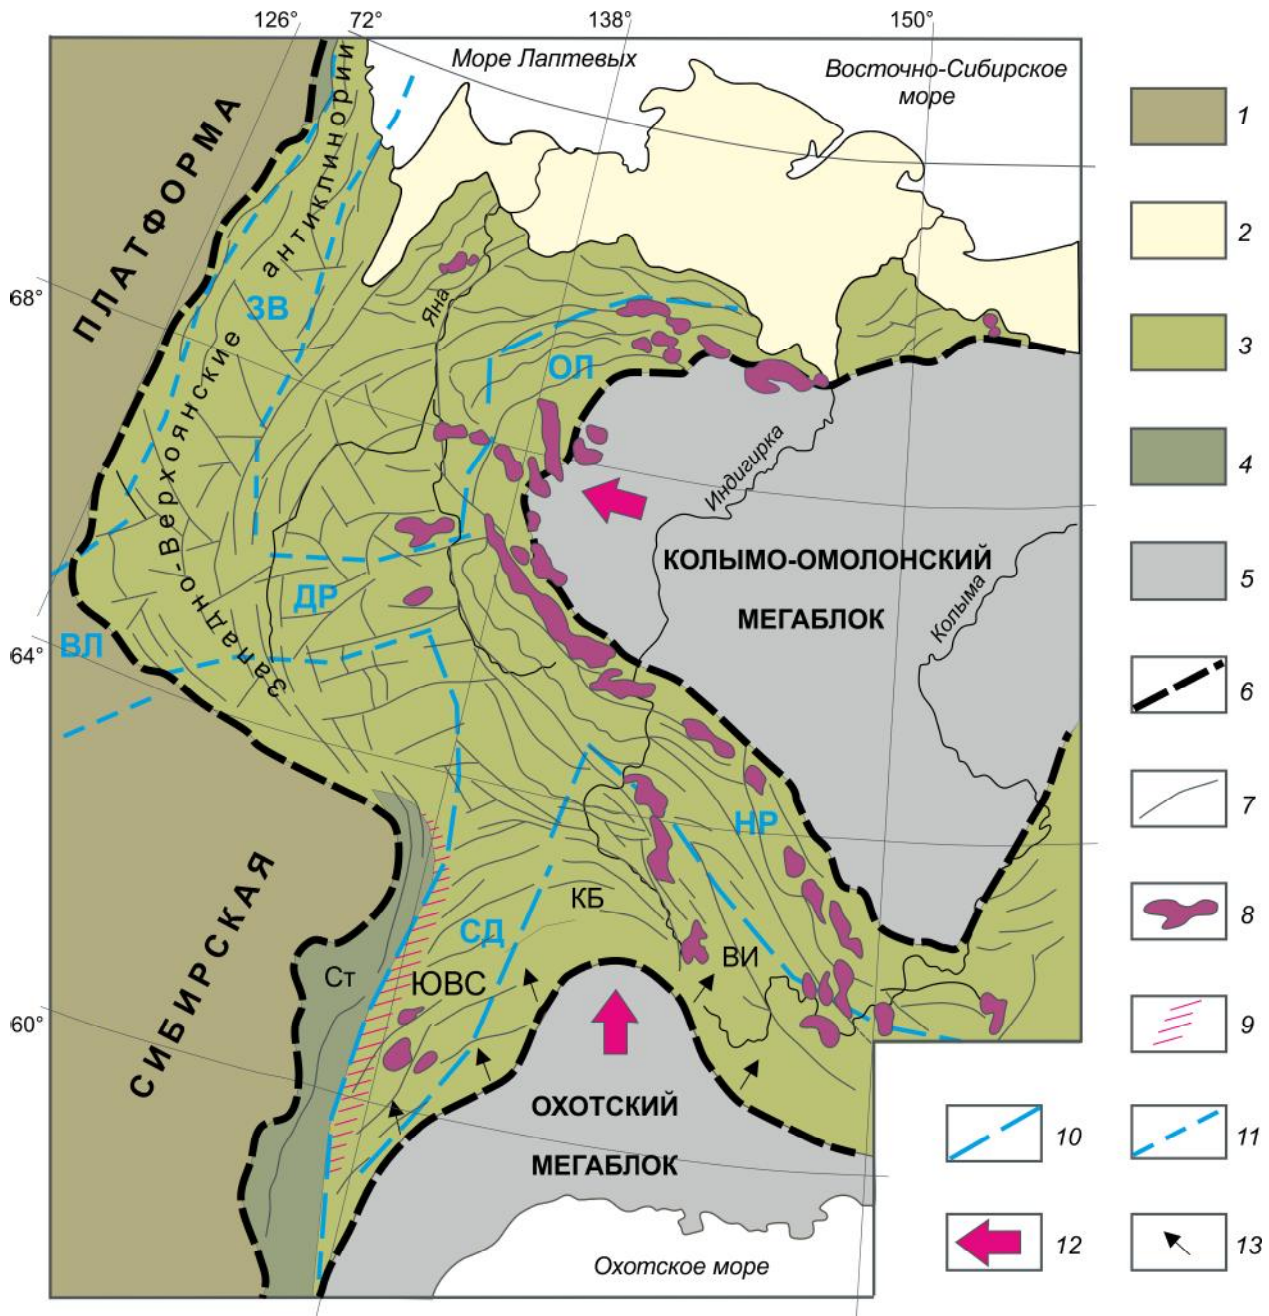 126° 72° 138° 150°
Море Лаптевых
Восточно-Сибирское
море
ПЛАТФОРМА
Западно-Верхоянские антиклинории
ЗВ
68°
Яна
ОЛ
Индигирка
КОЛЫМО-ОМОЛОНСКИЙ
МЕГАБЛОК
Колыма
ДР
ВЛ
64°
НР
КБ
СД
ВИ
Ст
ЮВС
СИБИРСКАЯ
60°
ОХОТСКИЙ
МЕГАБЛОК
Охотское море
1
2
3
4
5
6
7
8
9
10
11
12
13